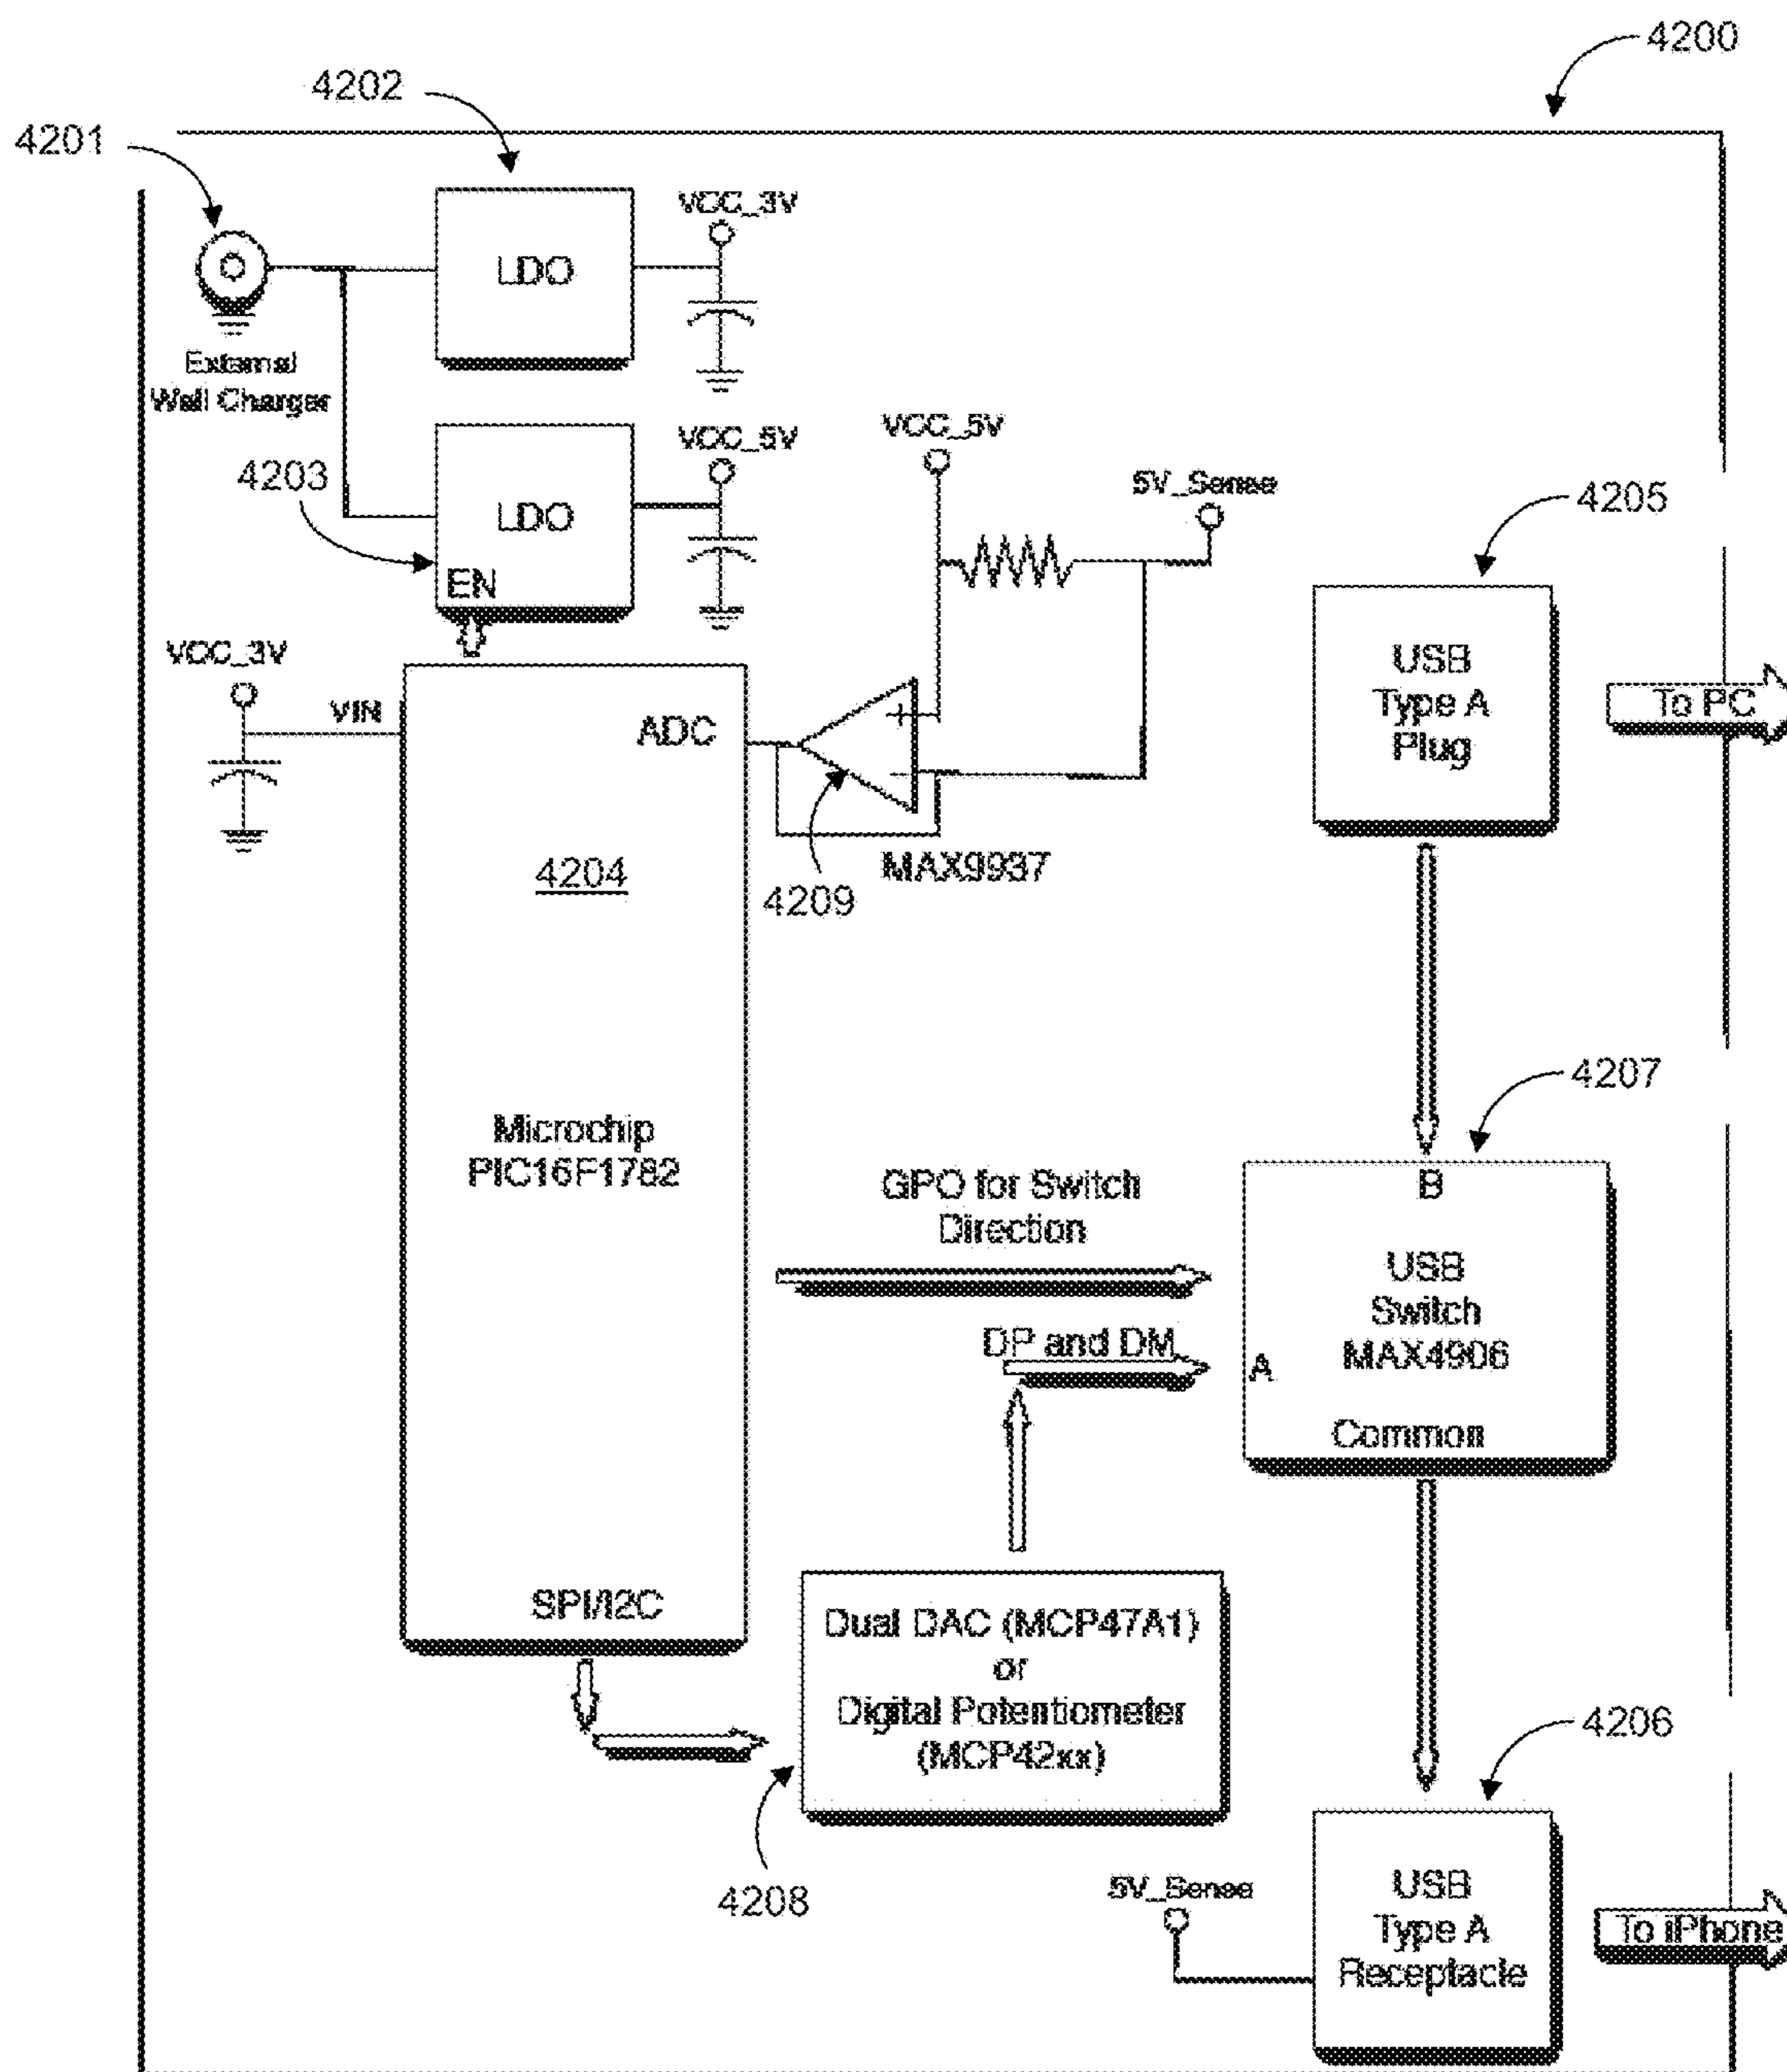 4200
4202
4201
VCC_3V
LDO
External
Wall Charger
VCC_5V
VCC_5V
4203
5V_Sense
4205
LDO
EN
VCC_3V
USB
Type A
Plug
To PC
VIN
ADC
4204
MAX9937
4209
4207
Microchip
PIC16F1782
B
GPO for Switch
Direction
USB
Switch
MAX4906
DP and DM
A
Common
SPI/I2C
Dual DAC (MCP47A1)
or
Digital Potentiometer
(MCP42xx)
4206
4208
5V_Sense
USB
Type A
Receptacle
To iPhone